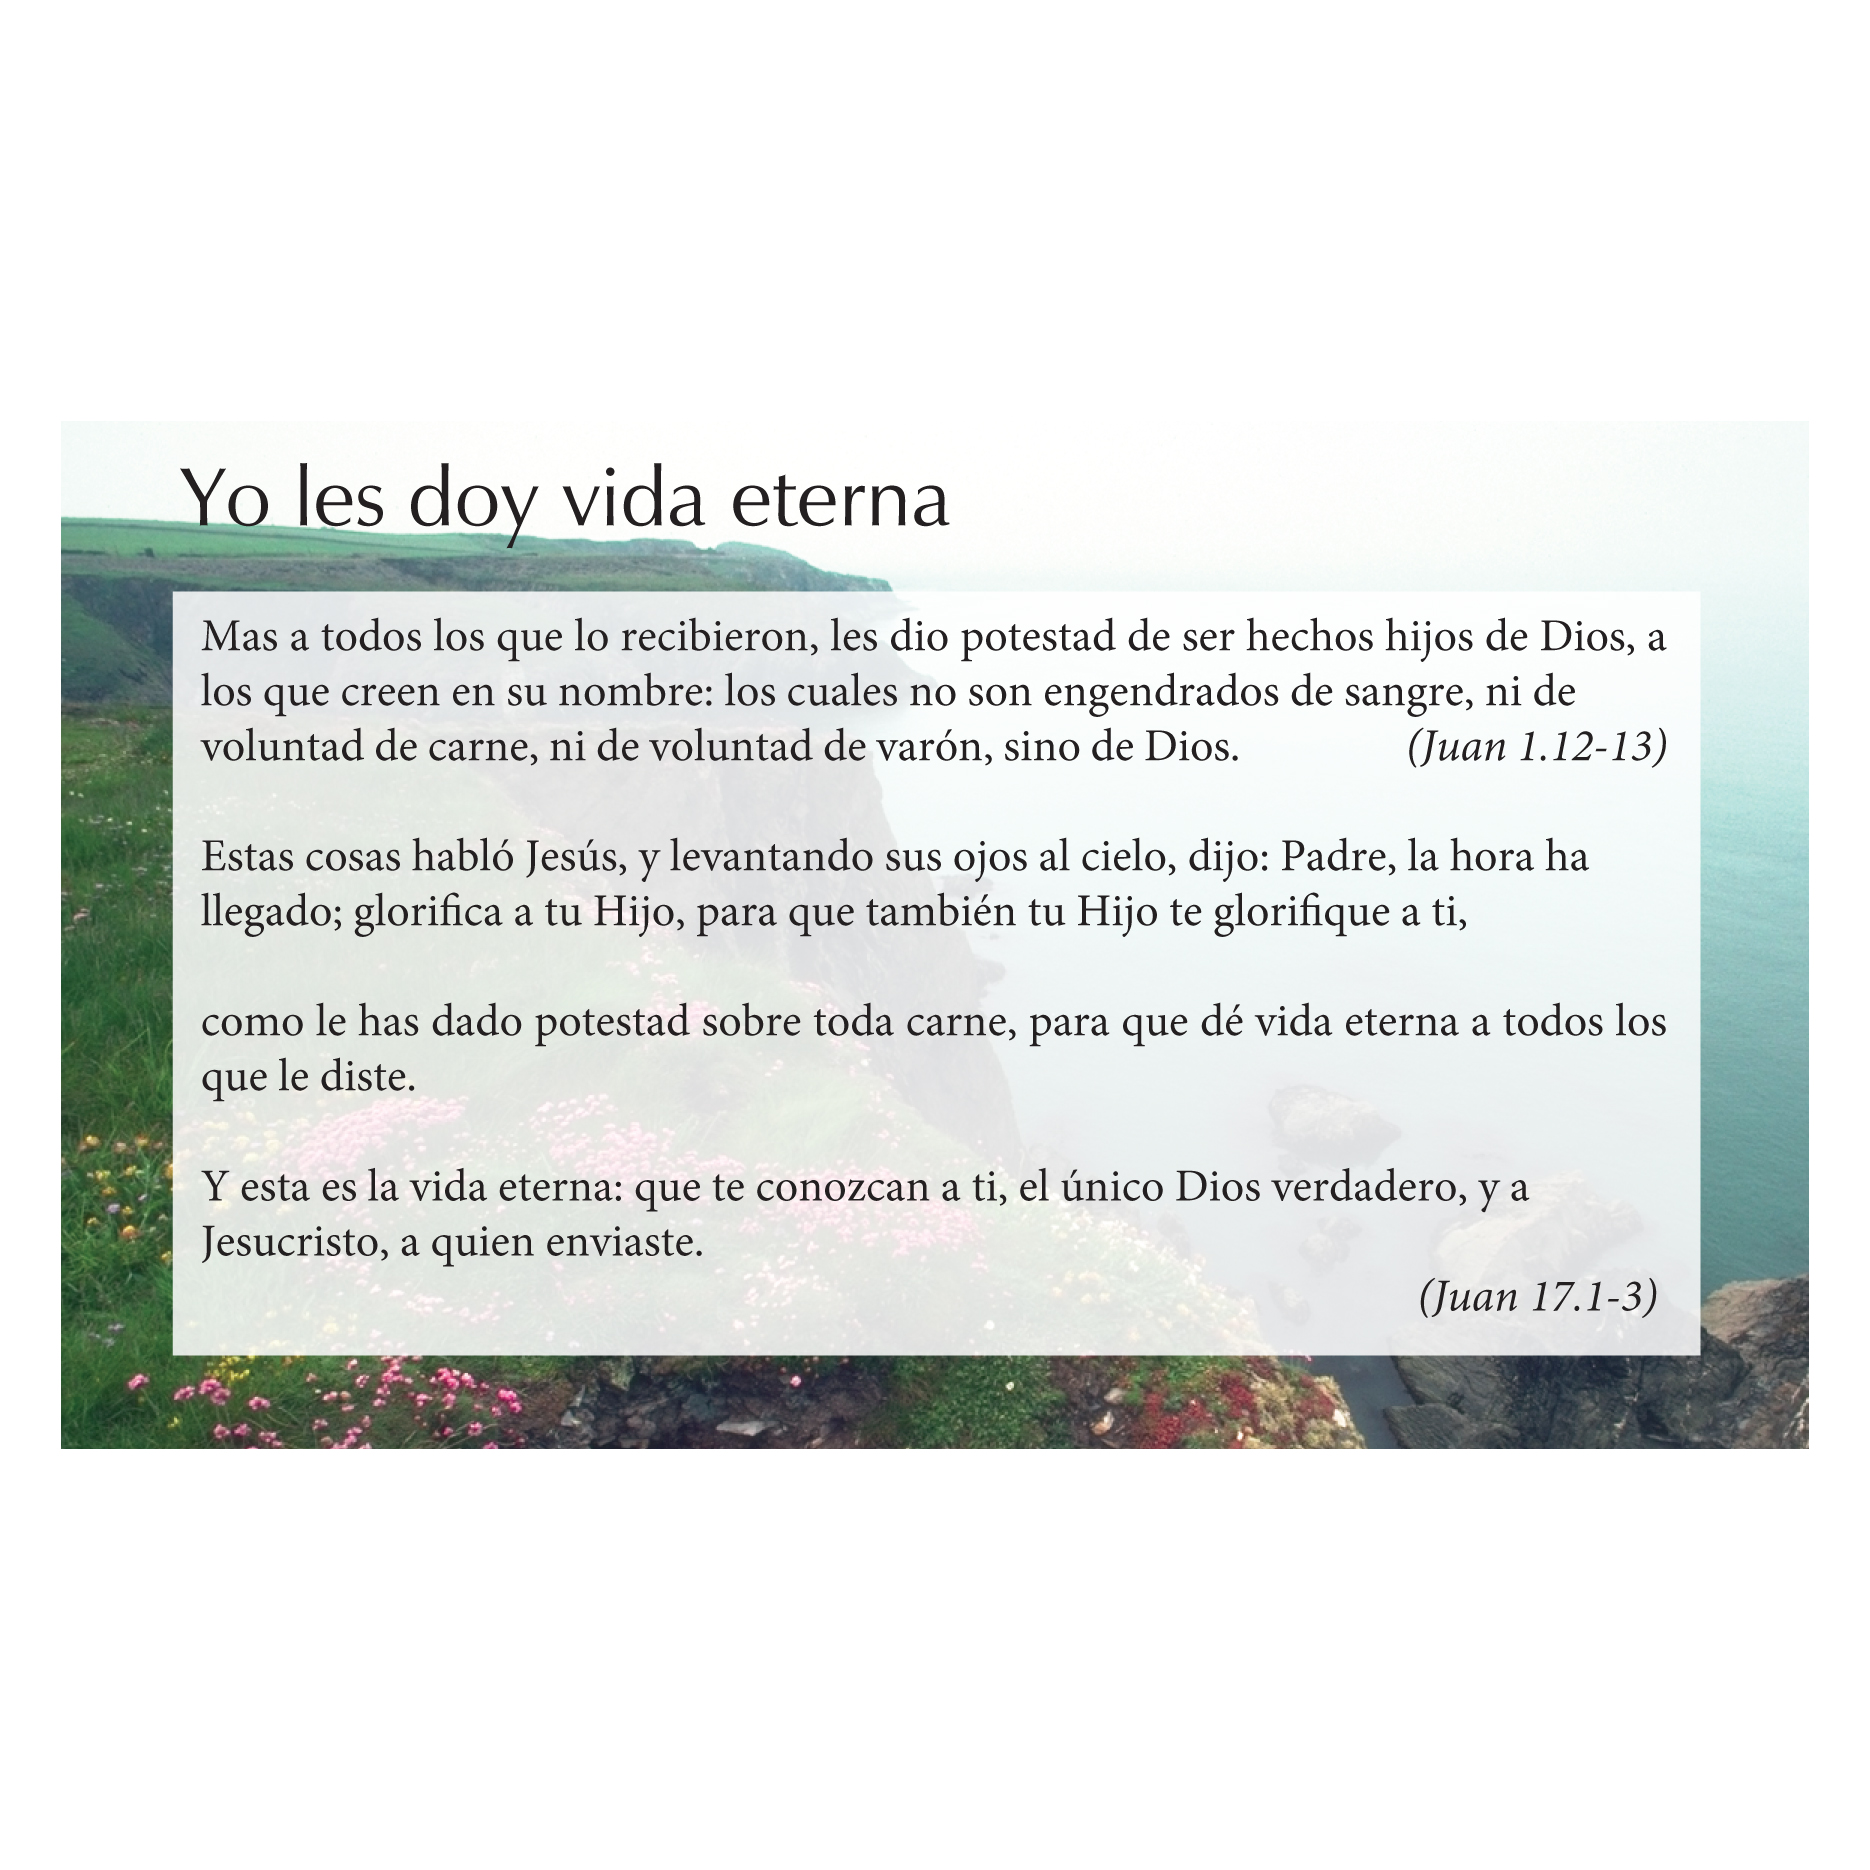 Yo les doy vida eterna
Mas a todos los que lo recibieron, les dio potestad de ser hechos hijos de Dios, a
los que creen en su nombre: los cuales no son engendrados de sangre, ni de
voluntad de carne, ni de voluntad de varón, sino de Dios. (Juan 1.12-13)
Estas cosas habló Jesús, y levantando sus ojos al cielo, dijo: Padre, la hora ha
llegado; glorifica a tu Hijo, para que también tu Hijo te glorifique a ti,
como le has dado potestad sobre toda carne, para que dé vida eterna a todos los
que le diste.
Y esta es la vida eterna: que te conozcan a ti, el único Dios verdadero, y a
Jesucristo, a quien enviaste.
(Juan 17.1-3)